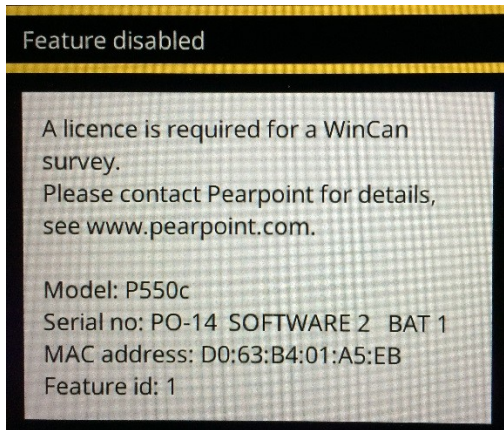 Feature disabled
A licence is required for a WinCan
survey.
Please contact Pearpoint for details,
see www.pearpoint.com.
Model: P550c
Serial no: PO-14 SOFTWARE 2 BAT 1
MAC address: D0:63:B4:01:A5:EB
Feature id: 1